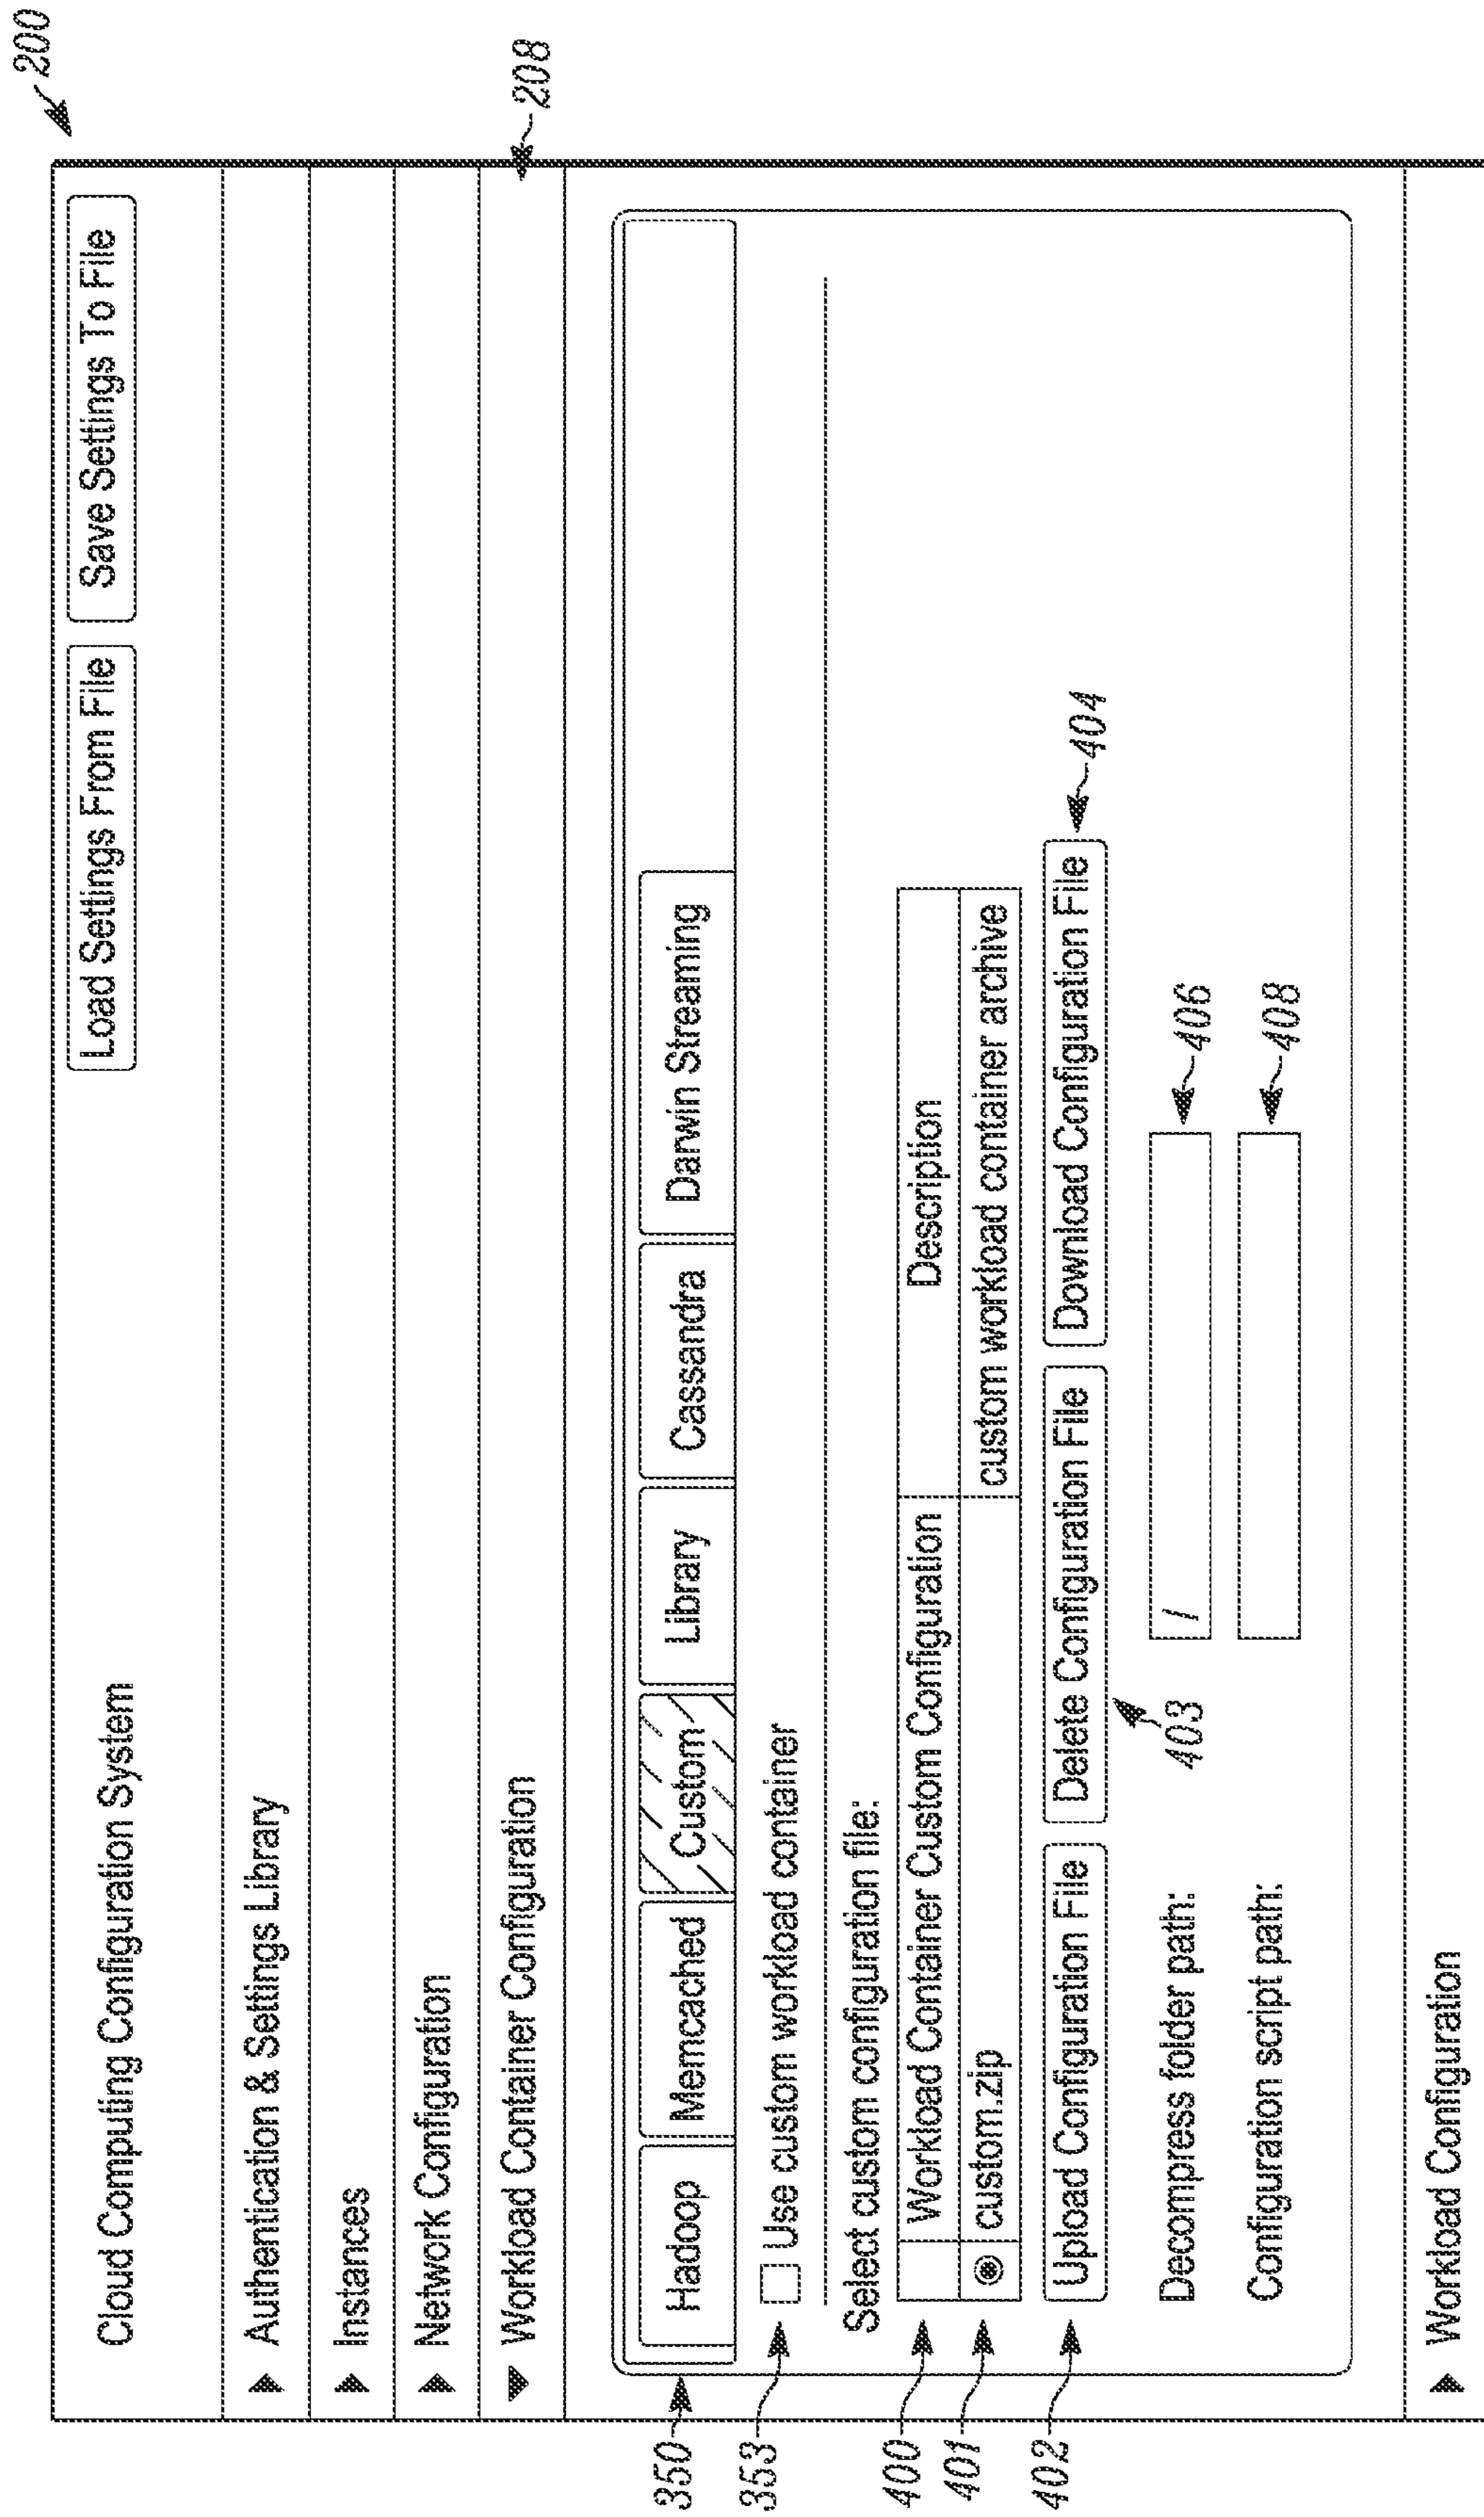 200
Cloud Computing Configuration System
Load Settings From File
Save Settings To File
Authentication & Settings Library
Instances
Network Configuration
Workload Container Configuration
208
350
Hadoop
Memcached
Custom
Library
Cassandra
Darwin Streaming
353
Use custom workload container
Select custom configuration file:
400
Workload Container Custom Configuration
Description
401
custom.zip
custom workload container archive
402
Upload Configuration File
Delete Configuration File
Download Configuration File
404
403
Decompress folder path:
/
406
Configuration script path:
408
Workload Configuration